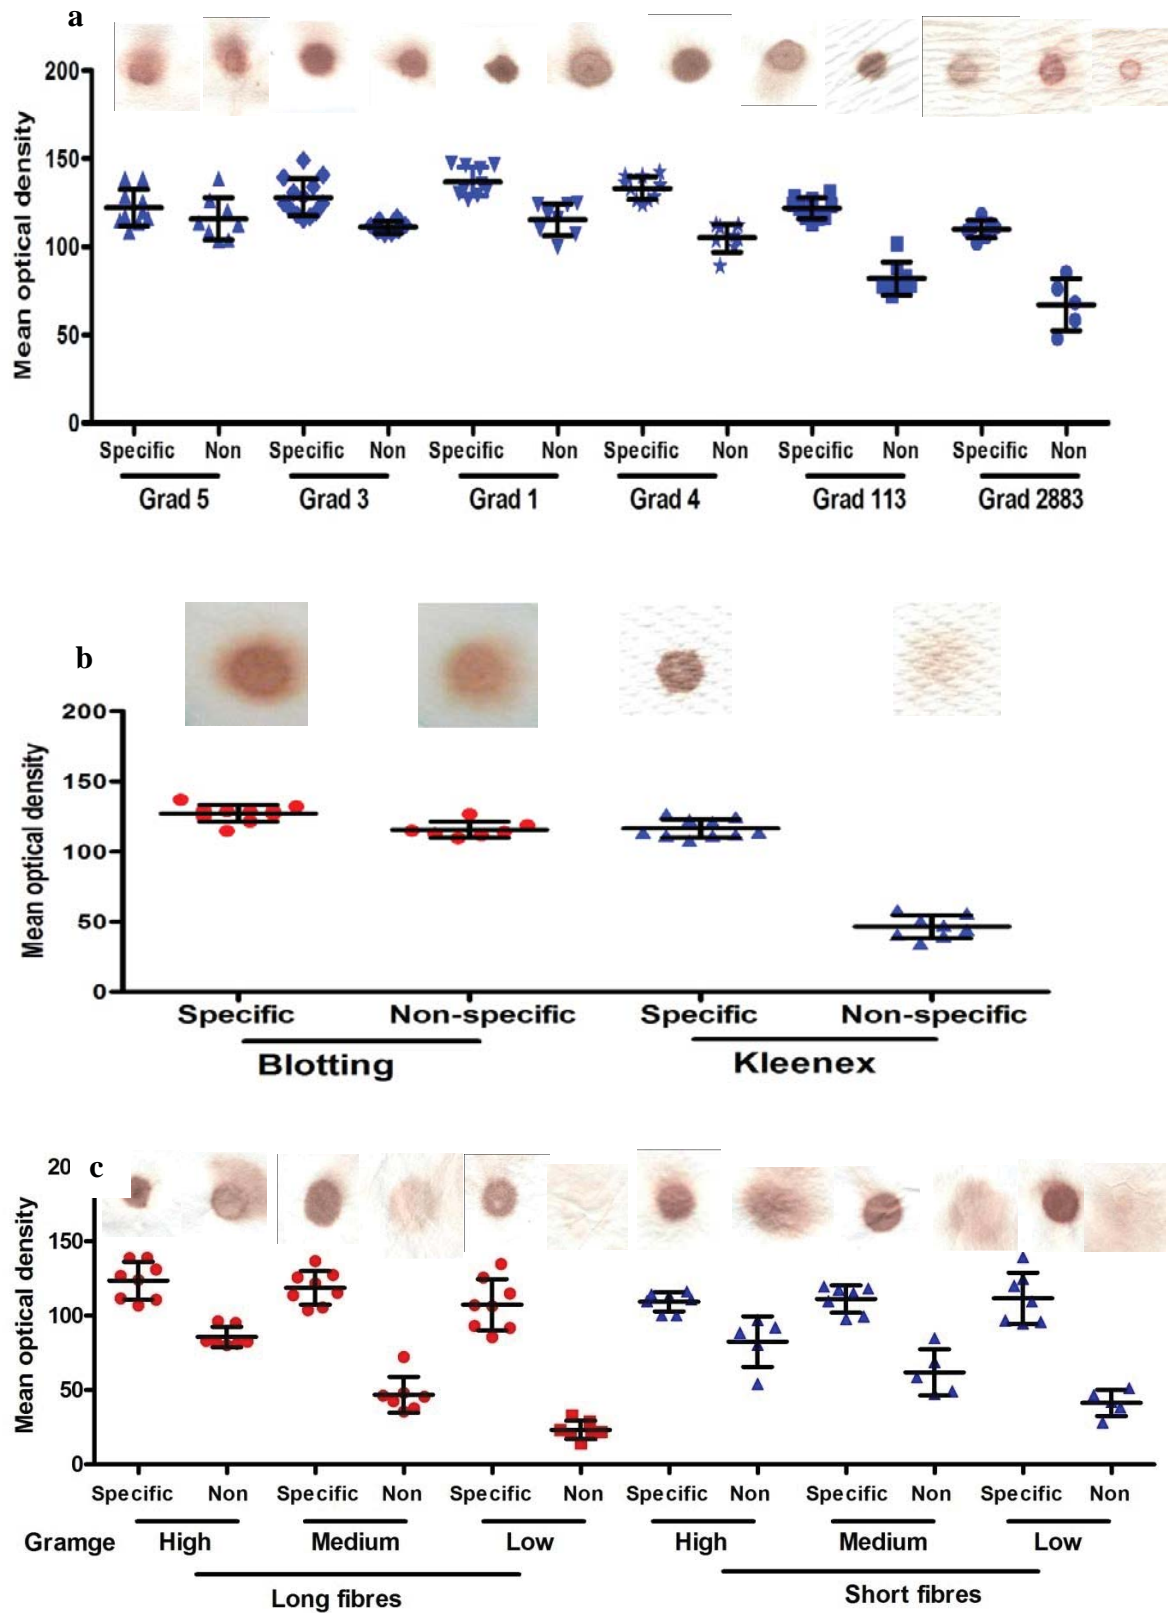 a
200
150
100
50
0
Mean optical density
Specific Non Specific Non Specific Non Specific Non Specific Non Specific Non
Grad 5 Grad 3 Grad 1 Grad 4 Grad 113 Grad 2883
b
200
150
100
50
0
Mean optical density
Specific Non-specific Specific Non-specific
Blotting Kleenex
c
20
150
100
50
0
Mean optical density
Specific Non Specific Non Specific Non Specific Non Specific Non Specific Non
Gramge High Medium Low High Medium Low
Long fibres Short fibres